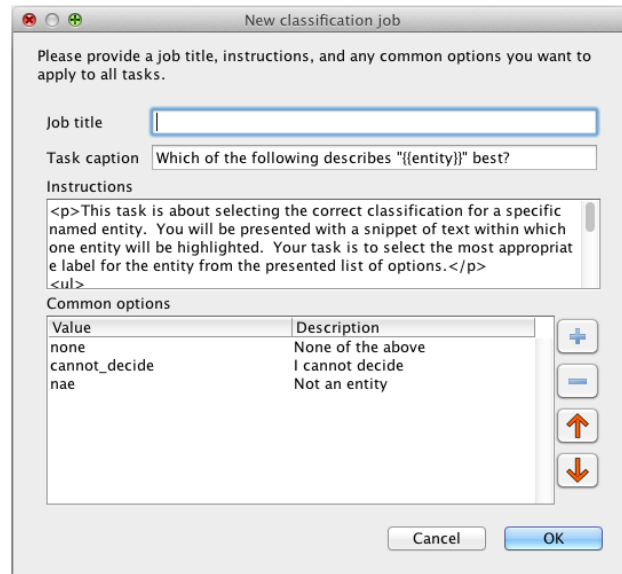 New classification job
Please provide a job title, instructions, and any common options you want to
apply to all tasks.
Job title
Task caption Which of the following describes "{{entity}}" best?
Instructions
<p>This task is about selecting the correct classification for a specific
named entity.  You will be presented with a snippet of text within which
one entity will be highlighted.  Your task is to select the most appropriat
e label for the entity from the presented list of options.</p>
<ul>
Common options
Value Description
none None of the above
cannot_decide I cannot decide
nae Not an entity
Cancel OK